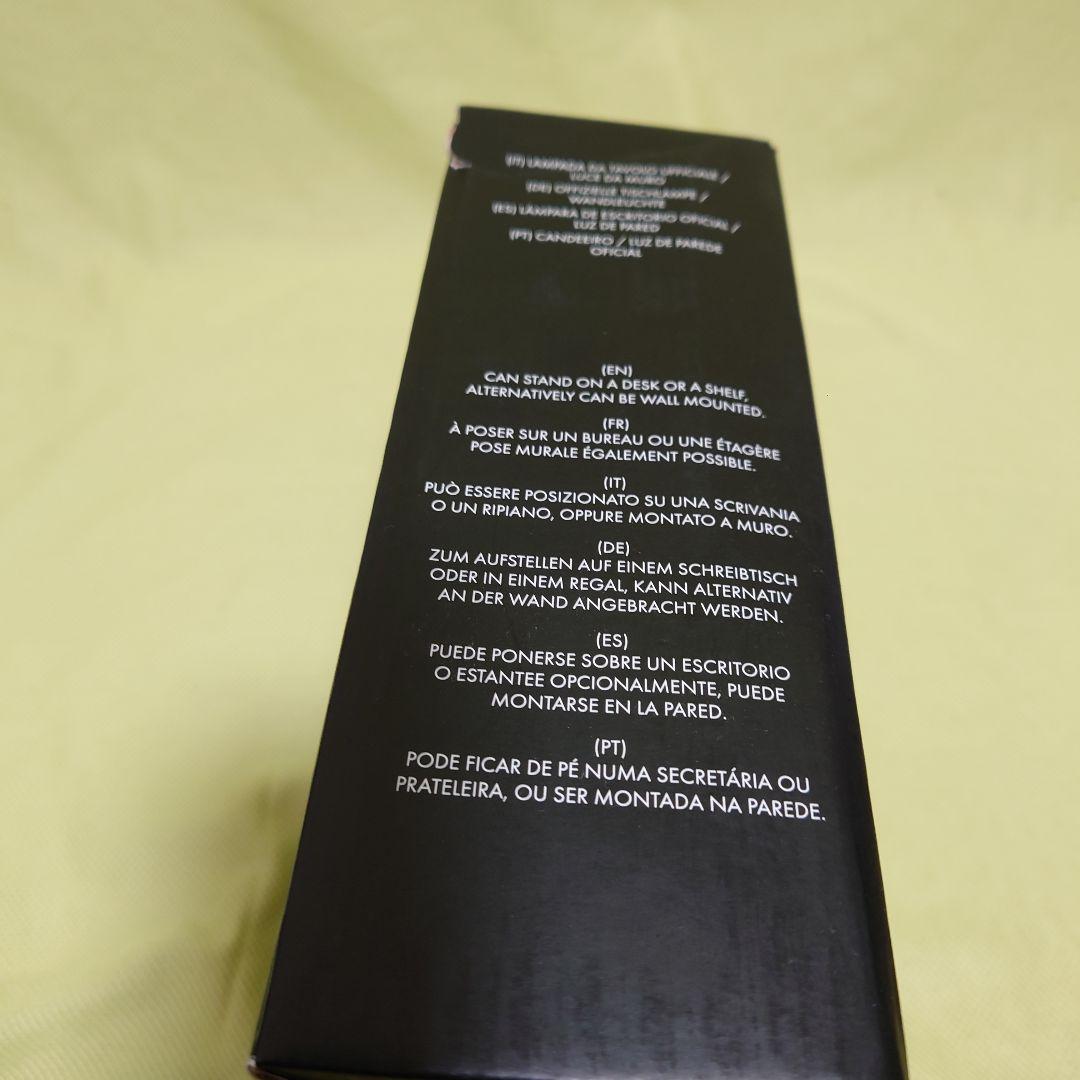 (IT) LAMPADA DA TAVOLO UFFICIALE /
LUCE DA MURO
(DE) OFFIZIELLE TISCHLAMPE /
WANDLEUCHTE
(ES) LÁMPARA DE ESCRITORIO OFICIAL /
LUZ DE PARED
(PT) CANDEEIRO / LUZ DE PAREDE
OFICIAL
(EN)
CAN STAND ON A DESK OR A SHELF,
ALTERNATIVELY CAN BE WALL MOUNTED.
(FR)
À POSER SUR UN BUREAU OU UNE ÉTAGÈRE
POSE MURALE ÉGALEMENT POSSIBLE.
(IT)
PUÒ ESSERE POSIZIONATO SU UNA SCRIVANIA
O UN RIPIANO, OPPURE MONTATO A MURO.
(DE)
ZUM AUFSTELLEN AUF EINEM SCHREIBTISCH
ODER IN EINEM REGAL, KANN ALTERNATIV
AN DER WAND ANGEBRACHT WERDEN.
(ES)
PUEDE PONERSE SOBRE UN ESCRITORIO
O ESTANTEE OPCIONALMENTE, PUEDE
MONTARSE EN LA PARED.
(PT)
PODE FICAR DE PÉ NUMA SECRETÁRIA OU
PRATELEIRA, OU SER MONTADA NA PAREDE.